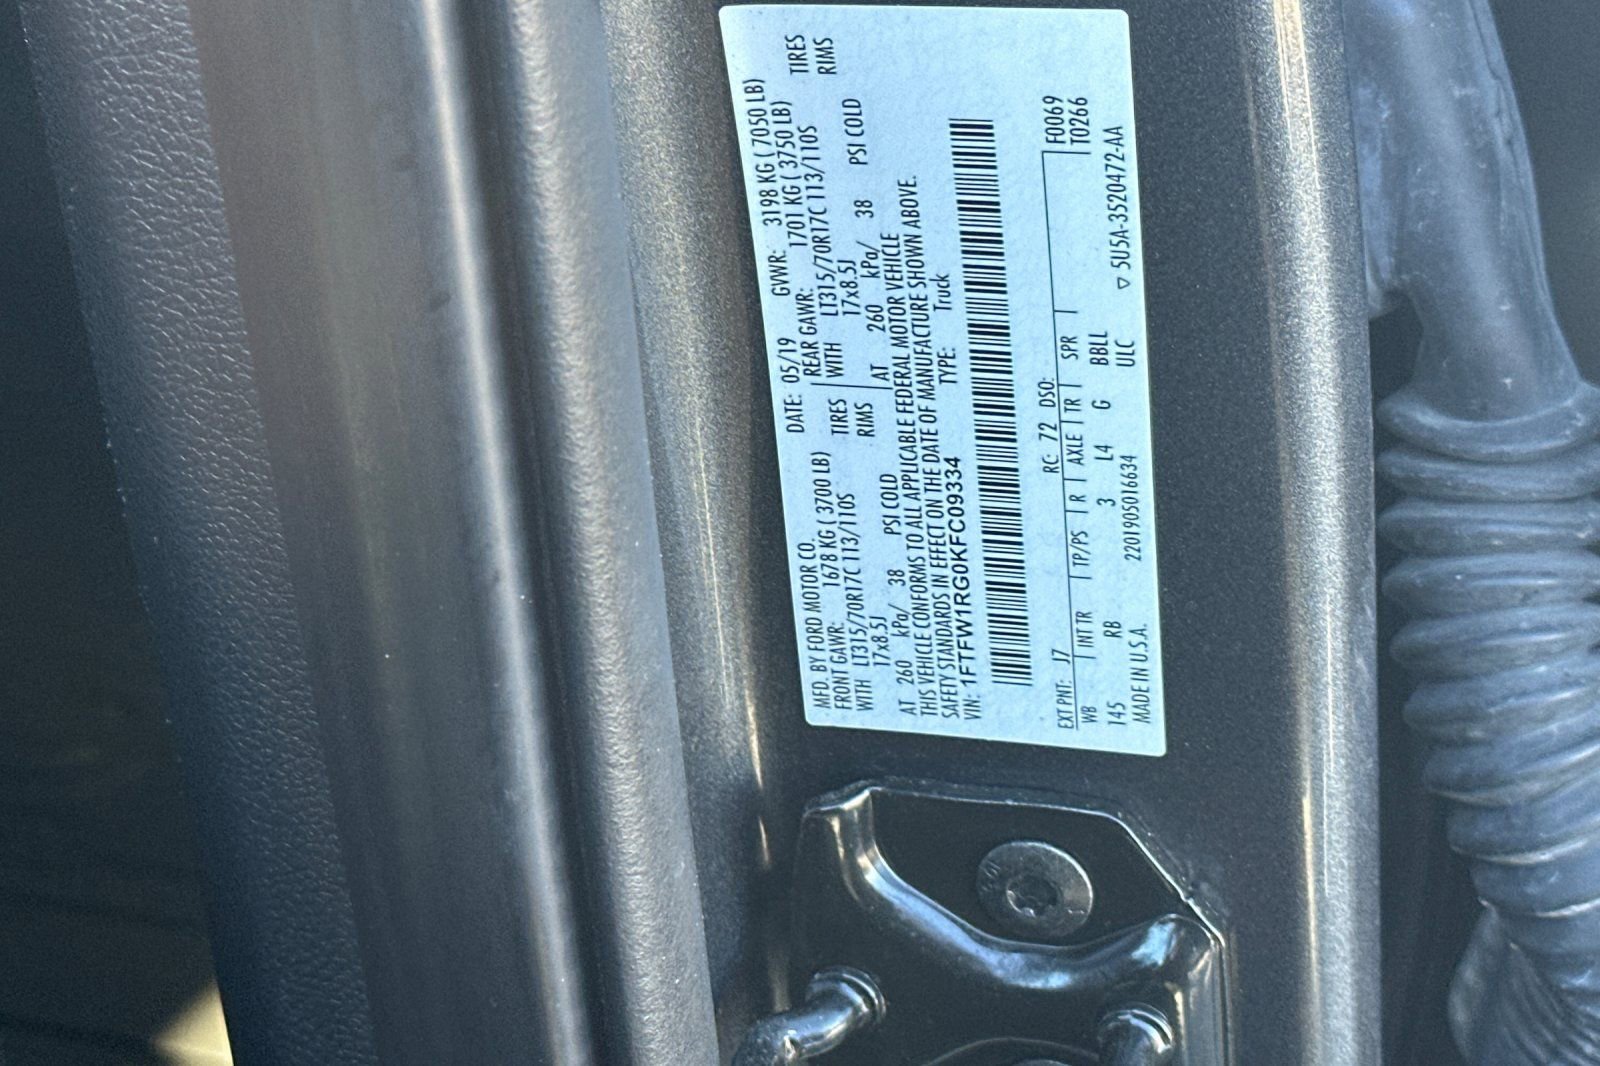 MFD. BY FORD MOTOR CO.
DATE: 05/19 GVWR: 3198 KG ( 7050 LB)
FRONT GAWR: 1678 KG ( 3700 LB) REAR GAWR: 1701 KG ( 3750 LB)
WITH LT315/70R17C 113/110S TIRES WITH LT315/70R17C 113/110S TIRES
17x8.5J RIMS 17x8.5J RIMS
AT 260 kPa/ 38 PSI COLD AT 260 kPa/ 38 PSI COLD
THIS VEHICLE CONFORMS TO ALL APPLICABLE FEDERAL MOTOR VEHICLE
SAFETY STANDARDS IN EFFECT ON THE DATE OF MANUFACTURE SHOWN ABOVE.
VIN: 1FTFW1RG0KFC09334 TYPE: Truck
EXT PNT: J7 RC: 72 DSO: F0069
WB INT TR TP/PS R AXLE TR SPR T0266
145 RB 3 L4 G BBLL
MADE IN U.S.A. 2201905016634 ULC ▽ 5U5A-3520472-AA